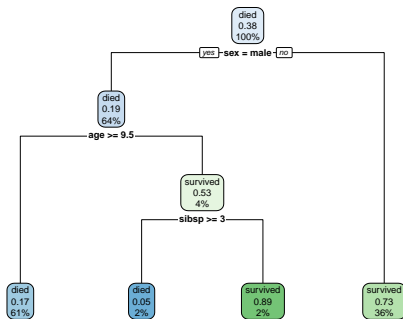 died
0.38
100%
yes sex = male no
died
0.19
64%
age >= 9.5
survived
0.53
4%
sibsp >= 3
died
0.17
61%
died
0.05
2%
survived
0.89
2%
survived
0.73
36%